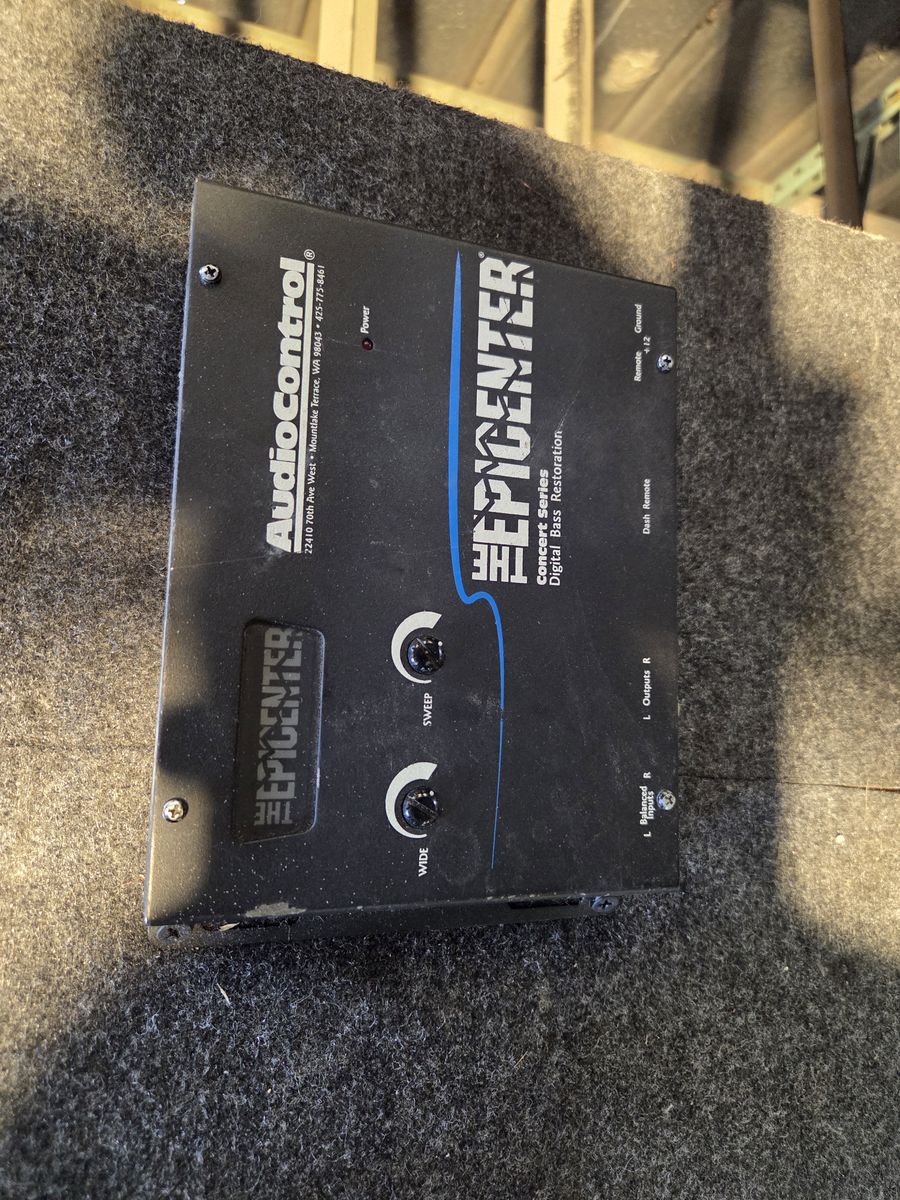 AudioControl®
22410 70th Ave West • Mountlake Terrace, WA 98043 • 425-775-8461
THE EPICENTER
Power
SWEEP
WIDE
THE EPICENTER®
Concert Series
Digital Bass Restoration
L Balanced R
Inputs
L Outputs R
Dash Remote
Remote Ground
+12